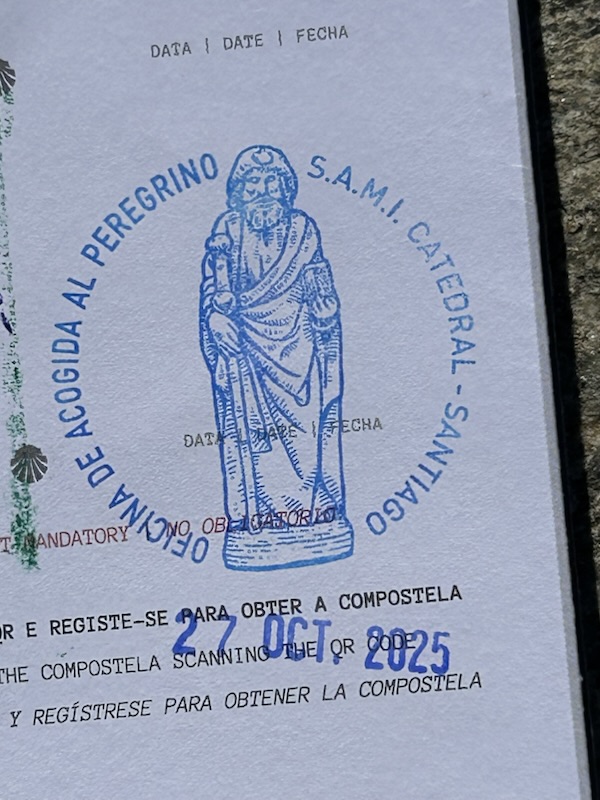 DATA | DATE | FECHA
OFICINA DE ACOGIDA AL PEREGRINO
S.A.M.I. CATEDRAL - SANTIAGO
DATA | DATE | FECHA
MANDATORY NO OBLIGATORIO
E REGISTE-SE PARA OBTER A COMPOSTELA
27 OCT. 2025
THE COMPOSTELA SCANNING THE QR CODE
Y REGÍSTRESE PARA OBTENER LA COMPOSTELA